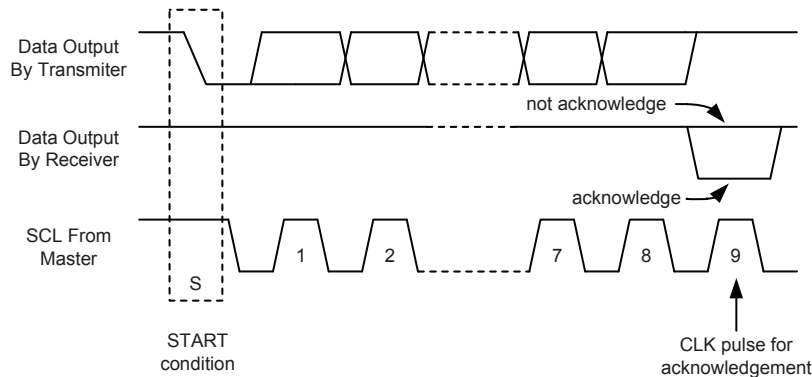 Data Output
By Transmiter
not acknowledge
Data Output
By Receiver
acknowledge
SCL From
Master
1
2
7
8
9
S
START
condition
CLK pulse for
acknowledgement